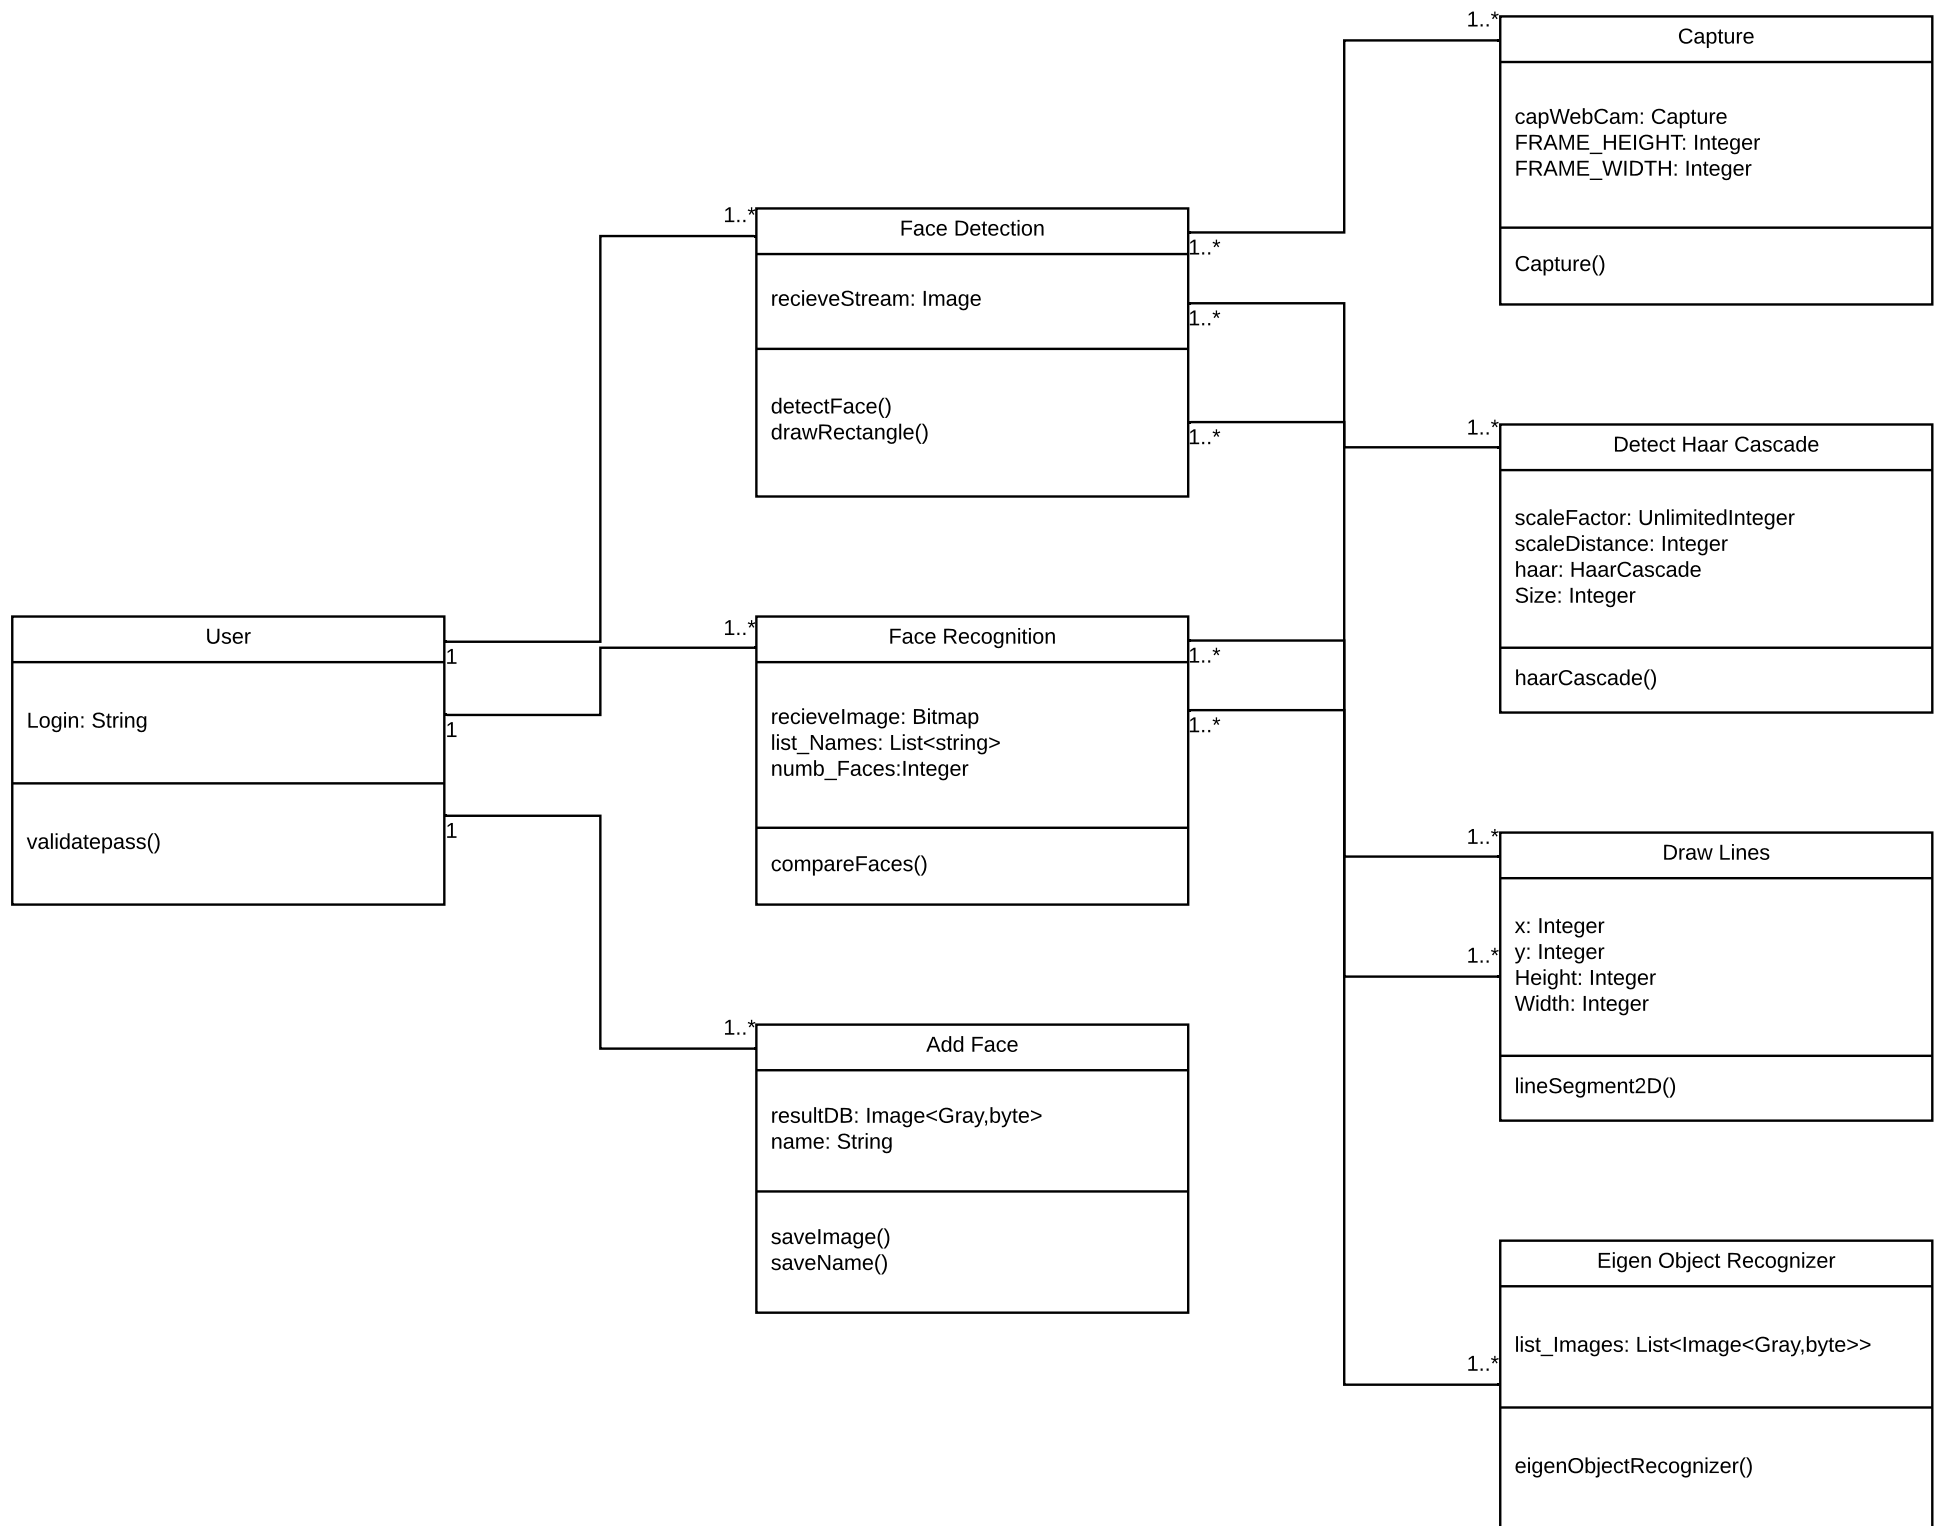 User
Login: String
validatepass()
1
1
1
1..*
Face Detection
recieveStream: Image
detectFace()
drawRectangle()
1..*
1..*
1..*
1..*
Face Recognition
recieveImage: Bitmap
list_Names: List<string>
numb_Faces:Integer
compareFaces()
1..*
1..*
1..*
Add Face
resultDB: Image<Gray,byte>
name: String
saveImage()
saveName()
1..*
Capture
capWebCam: Capture
FRAME_HEIGHT: Integer
FRAME_WIDTH: Integer
Capture()
1..*
Detect Haar Cascade
scaleFactor: UnlimitedInteger
scaleDistance: Integer
haar: HaarCascade
Size: Integer
haarCascade()
1..*
Draw Lines
x: Integer
y: Integer
1..*
Height: Integer
Width: Integer
lineSegment2D()
Eigen Object Recognizer
list_Images: List<Image<Gray,byte>>
1..*
eigenObjectRecognizer()